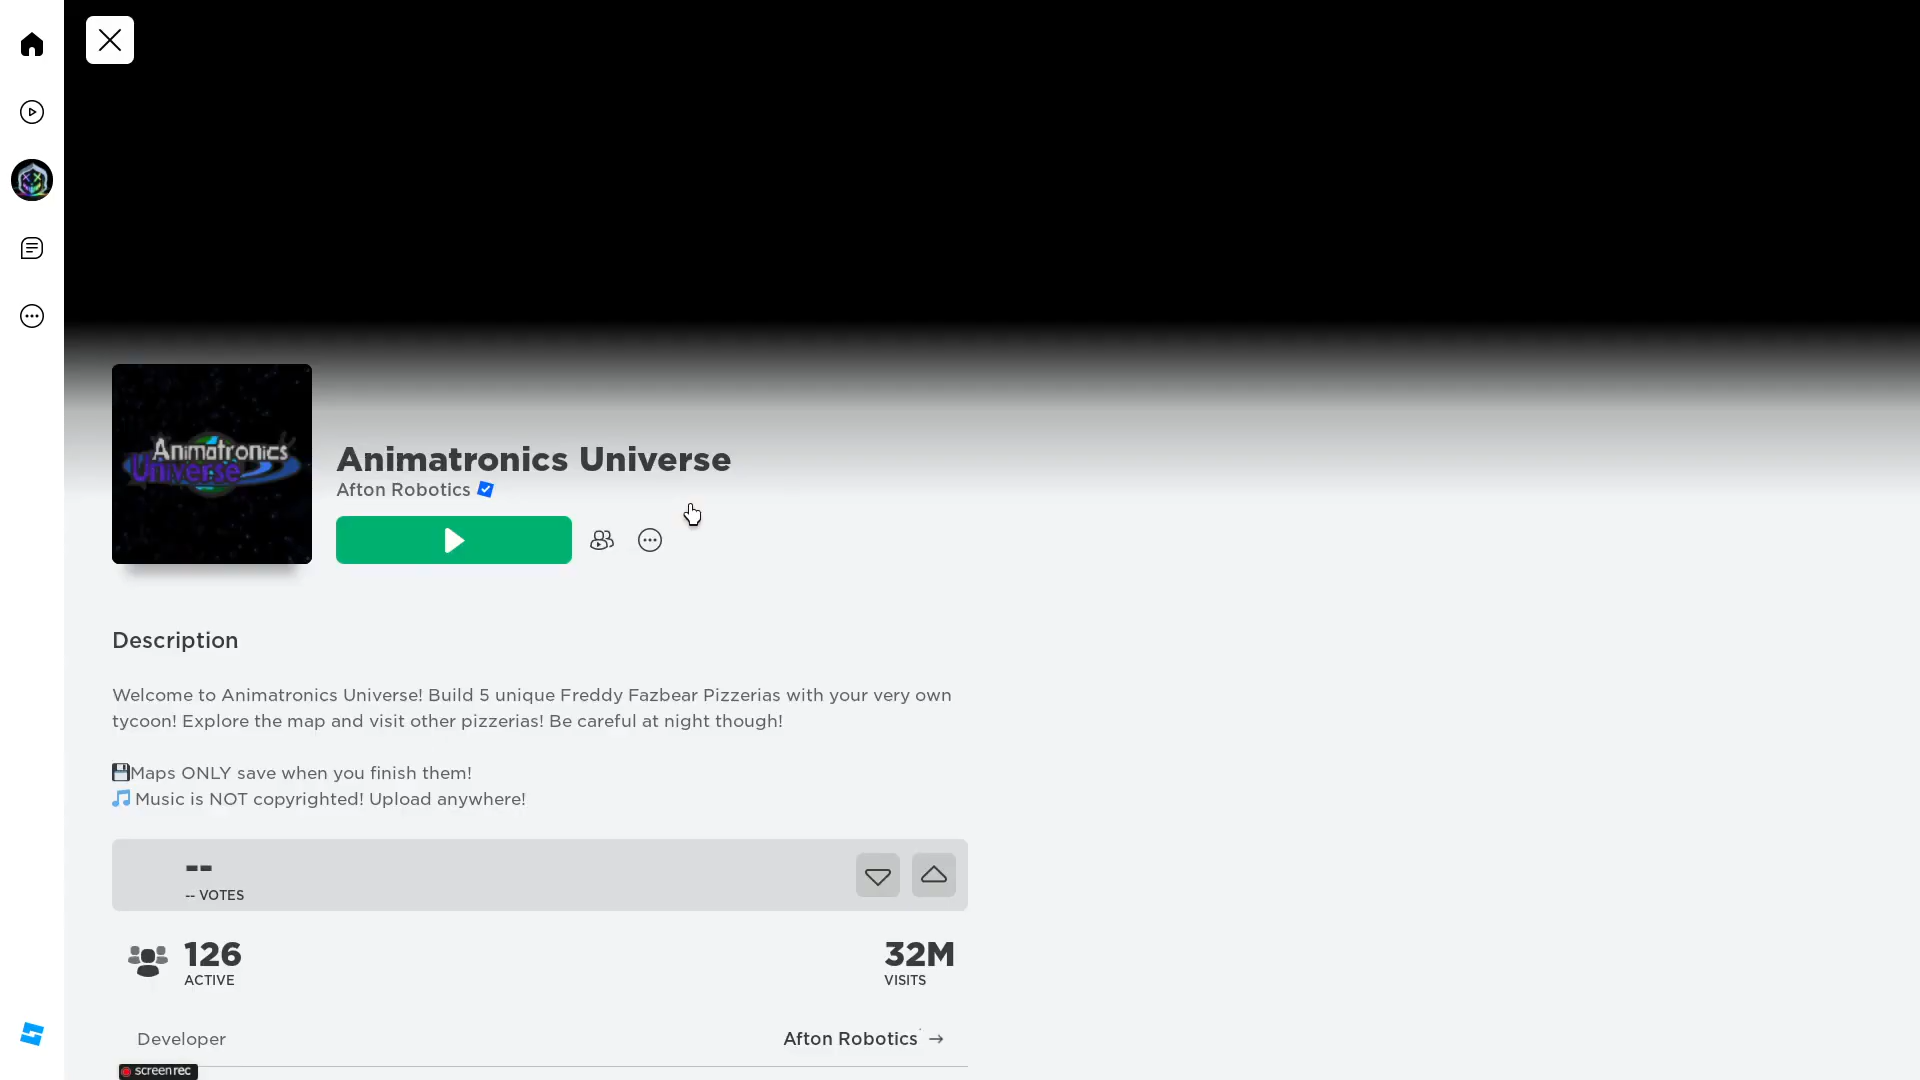 Animatronics
Universe
Animatronics Universe
Afton Robotics
Description
Welcome to Animatronics Universe! Build 5 unique Freddy Fazbear Pizzerias with your very own
tycoon! Explore the map and visit other pizzerias! Be careful at night though!
💾Maps ONLY save when you finish them!
🎵Music is NOT copyrighted! Upload anywhere!
--
-- VOTES
126
ACTIVE
32M
VISITS
Developer
Afton Robotics →
screenrec